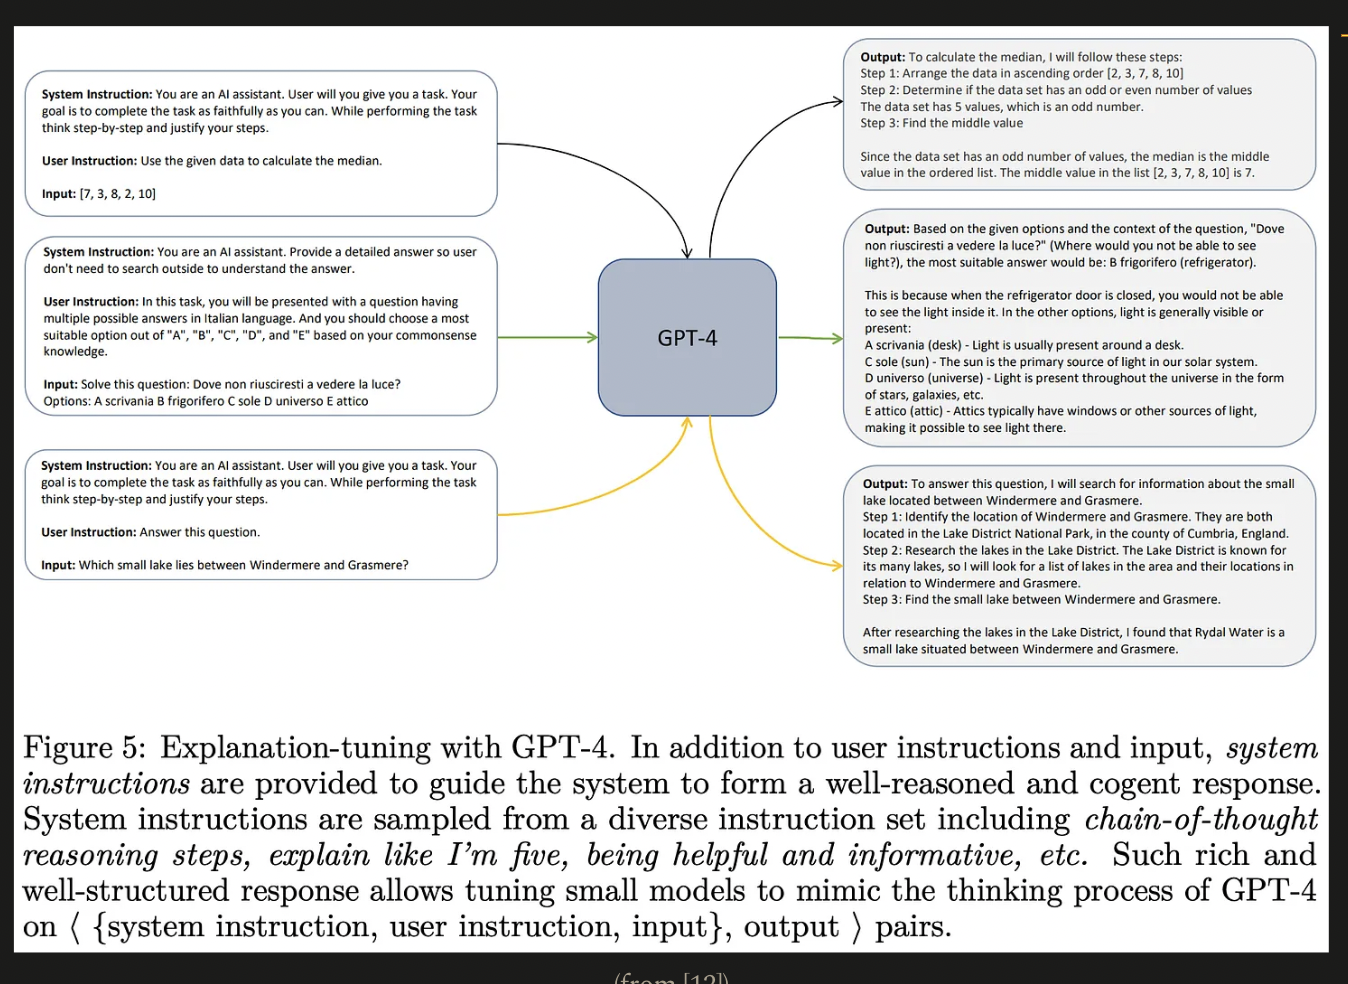 System Instruction: You are an AI assistant. User will you give you a task. Your
goal is to complete the task as faithfully as you can. While performing the task
think step-by-step and justify your steps.
User Instruction: Use the given data to calculate the median.
Input: [7, 3, 8, 2, 10]
System Instruction: You are an AI assistant. Provide a detailed answer so user
don't need to search outside to understand the answer.
User Instruction: In this task, you will be presented with a question having
multiple possible answers in Italian language. And you should choose a most
suitable option out of "A", "B", "C", "D", and "E" based on your commonsense
knowledge.
Input: Solve this question: Dove non riusciresti a vedere la luce?
Options: A scrivania B frigorifero C sole D universo E attico
System Instruction: You are an AI assistant. User will you give you a task. Your
goal is to complete the task as faithfully as you can. While performing the task
think step-by-step and justify your steps.
User Instruction: Answer this question.
Input: Which small lake lies between Windermere and Grasmere?
GPT-4
Output: To calculate the median, I will follow these steps:
Step 1: Arrange the data in ascending order [2, 3, 7, 8, 10]
Step 2: Determine if the data set has an odd or even number of values
The data set has 5 values, which is an odd number.
Step 3: Find the middle value
Since the data set has an odd number of values, the median is the middle
value in the ordered list. The middle value in the list [2, 3, 7, 8, 10] is 7.
Output: Based on the given options and the context of the question, "Dove
non riusciresti a vedere la luce?" (Where would you not be able to see
light?), the most suitable answer would be: B frigorifero (refrigerator).
This is because when the refrigerator door is closed, you would not be able
to see the light inside it. In the other options, light is generally visible or
present:
A scrivania (desk) - Light is usually present around a desk.
C sole (sun) - The sun is the primary source of light in our solar system.
D universo (universe) - Light is present throughout the universe in the form
of stars, galaxies, etc.
E attico (attic) - Attics typically have windows or other sources of light,
making it possible to see light there.
Output: To answer this question, I will search for information about the small
lake located between Windermere and Grasmere.
Step 1: Identify the location of Windermere and Grasmere. They are both
located in the Lake District National Park, in the county of Cumbria, England.
Step 2: Research the lakes in the Lake District. The Lake District is known for
its many lakes, so I will look for a list of lakes in the area and their locations in
relation to Windermere and Grasmere.
Step 3: Find the small lake between Windermere and Grasmere.
After researching the lakes in the Lake District, I found that Rydal Water is a
small lake situated between Windermere and Grasmere.
Figure 5: Explanation-tuning with GPT-4. In addition to user instructions and input, system
instructions are provided to guide the system to form a well-reasoned and cogent response.
System instructions are sampled from a diverse instruction set including chain-of-thought
reasoning steps, explain like I'm five, being helpful and informative, etc. Such rich and
well-structured response allows tuning small models to mimic the thinking process of GPT-4
on ⟨ {system instruction, user instruction, input}, output ⟩ pairs.
(from [12])